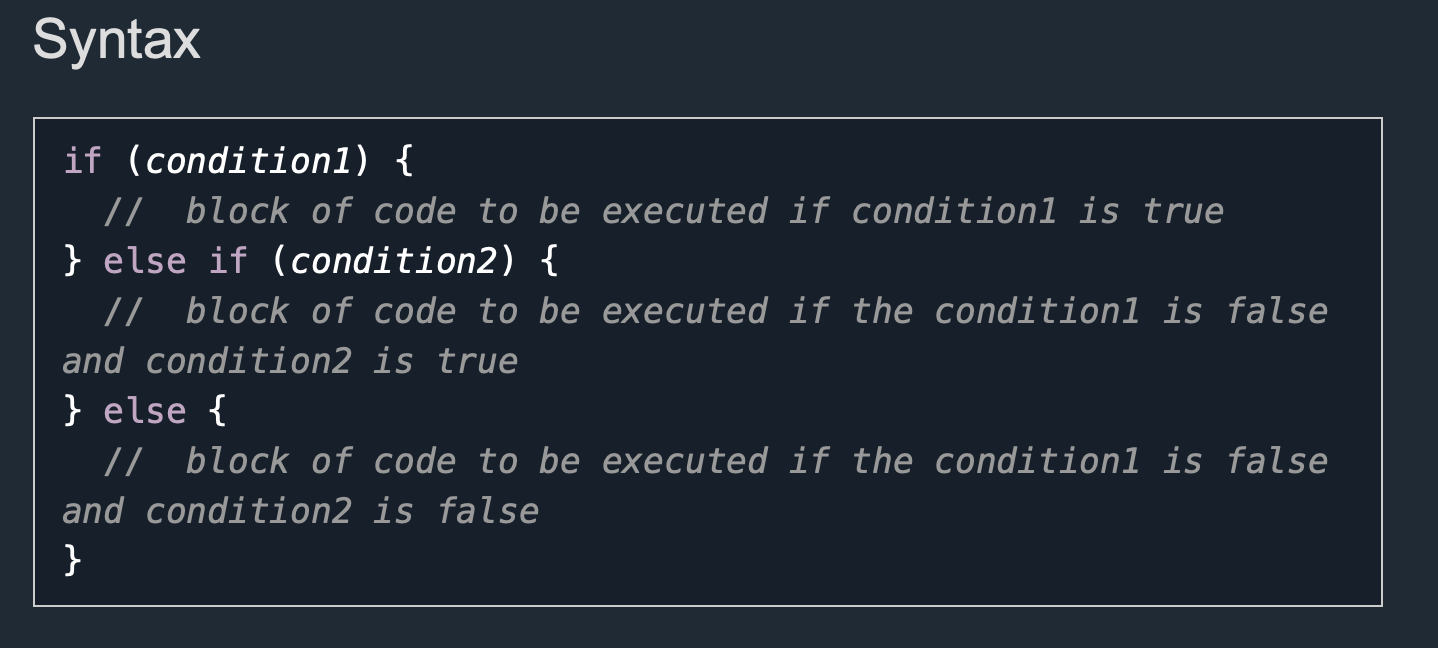 Syntax
if (condition1) {
  //  block of code to be executed if condition1 is true
} else if (condition2) {
  //  block of code to be executed if the condition1 is false
and condition2 is true
} else {
  //  block of code to be executed if the condition1 is false
and condition2 is false
}